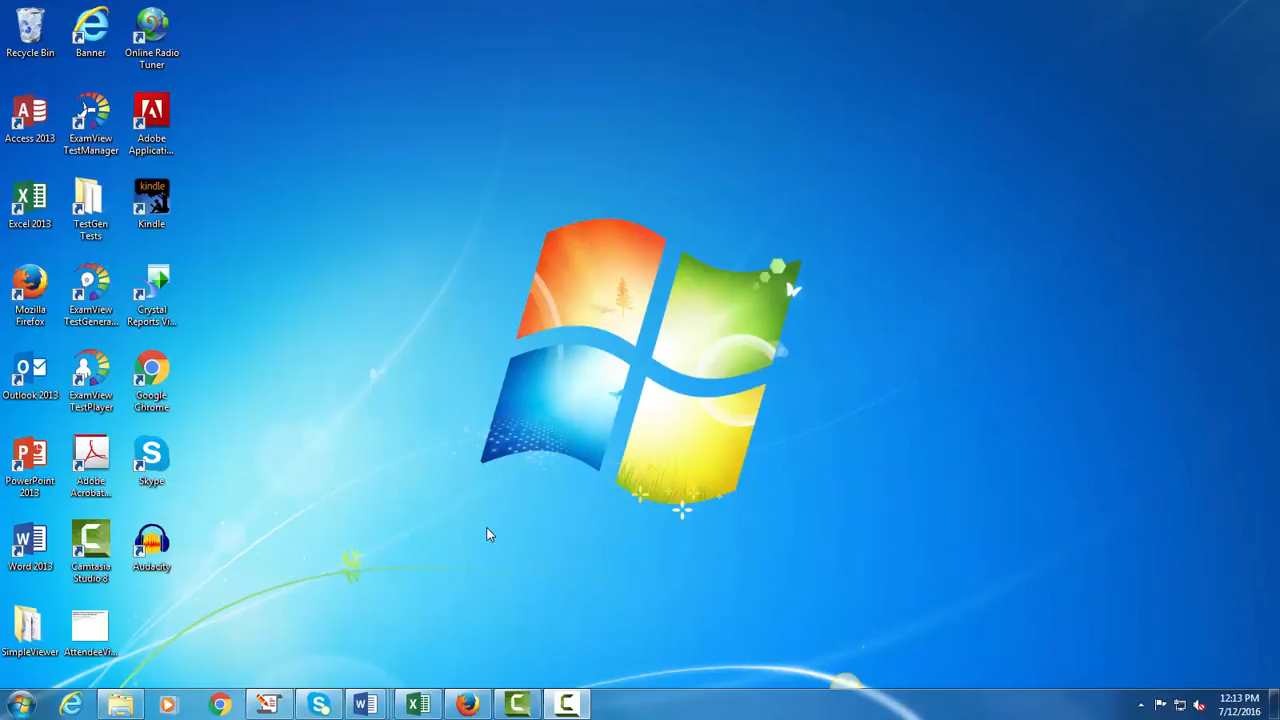 Recycle Bin
Banner
Online Radio
Tuner
Access 2013
ExamView
TestManager
Adobe
Applicati...
Excel 2013
TestGen
Tests
kindle
Kindle
Mozilla
Firefox
ExamView
TestGenera...
Crystal
Reports Vi...
Outlook 2013
ExamView
TestPlayer
Google
Chrome
PowerPoint
2013
Adobe
Acrobat...
Skype
Word 2013
Camtasia
Studio 8
Audacity
SimpleViewer
AttendeeVi...
12:13 PM
7/12/2016